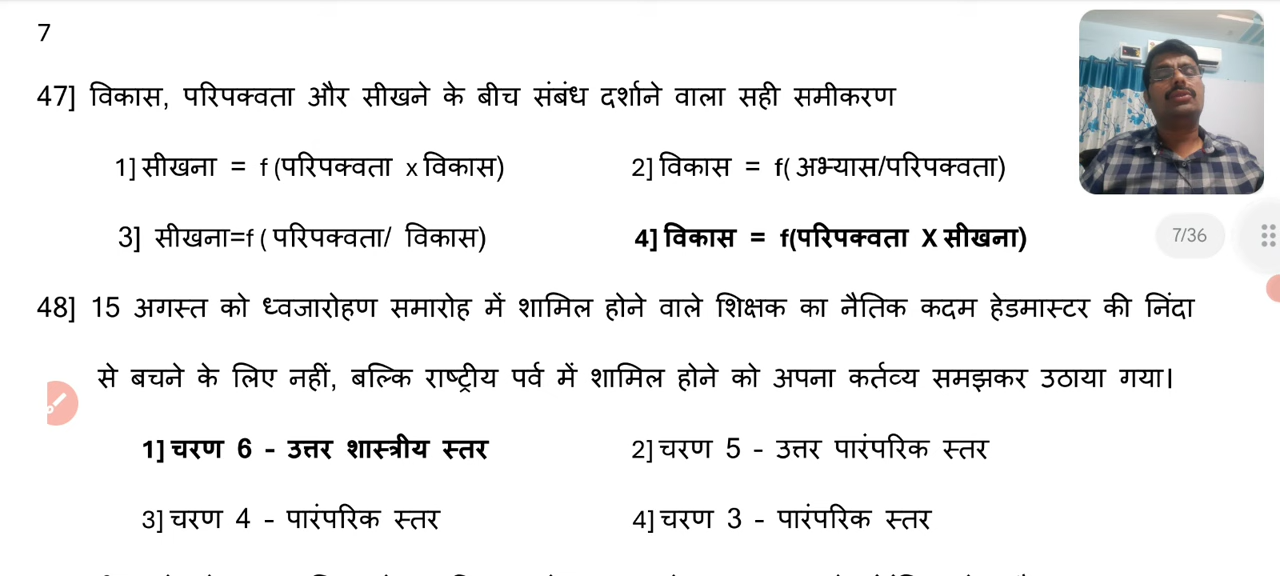 7
47] विकास, परिपक्वता और सीखने के बीच संबंध दर्शाने वाला सही समीकरण
1] सीखना = f (परिपक्वता x विकास) 2] विकास = f( अभ्यास/परिपक्वता)
3] सीखना=f ( परिपक्वता/ विकास) 4] विकास = f(परिपक्वता X सीखना)
7/36
48] 15 अगस्त को ध्वजारोहण समारोह में शामिल होने वाले शिक्षक का नैतिक कदम हेडमास्टर की निंदा
से बचने के लिए नहीं, बल्कि राष्ट्रीय पर्व में शामिल होने को अपना कर्तव्य समझकर उठाया गया।
1] चरण 6 - उत्तर शास्त्रीय स्तर 2] चरण 5 - उत्तर पारंपरिक स्तर
3] चरण 4 - पारंपरिक स्तर 4] चरण 3 - पारंपरिक स्तर